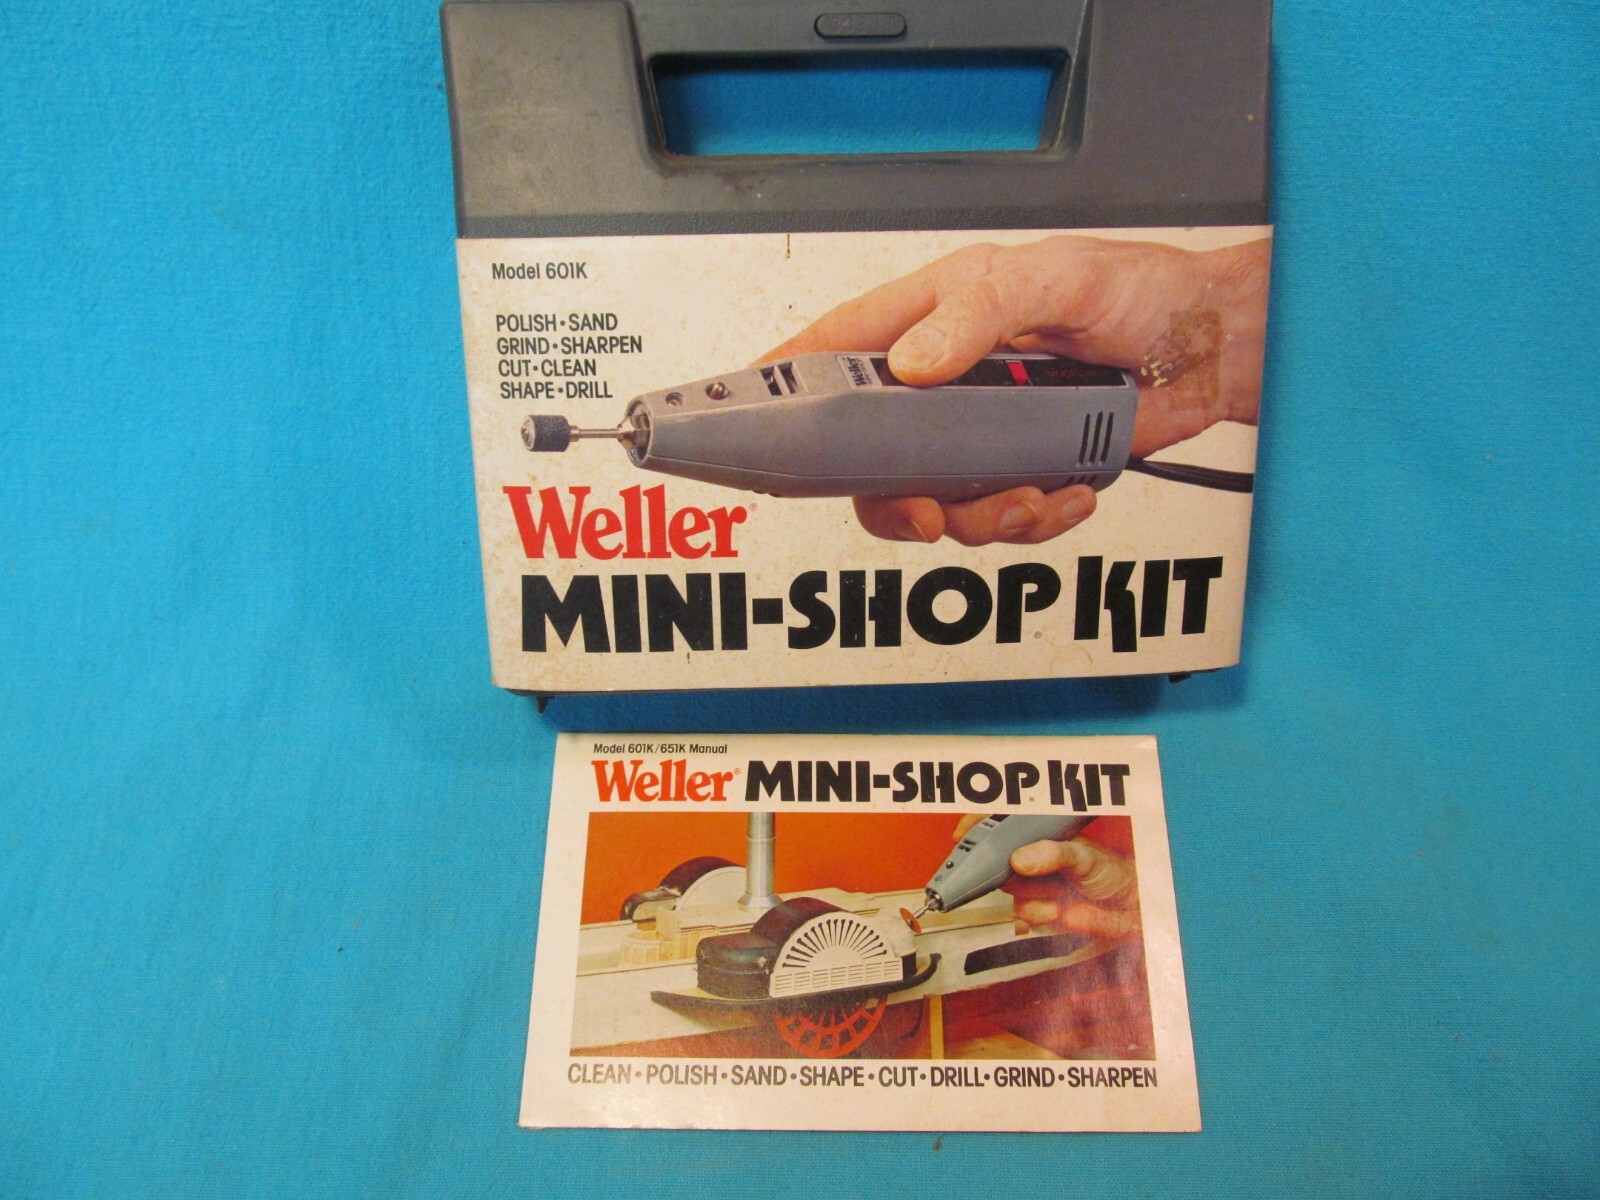 Model 601K
POLISH • SAND
GRIND • SHARPEN
CUT • CLEAN
SHAPE • DRILL
Weller
Weller®
MINI-SHOP KIT
®
Model 601K/651K Manual
Weller® MINI-SHOP® KIT
CLEAN • POLISH • SAND • SHAPE • CUT • DRILL • GRIND • SHARPEN